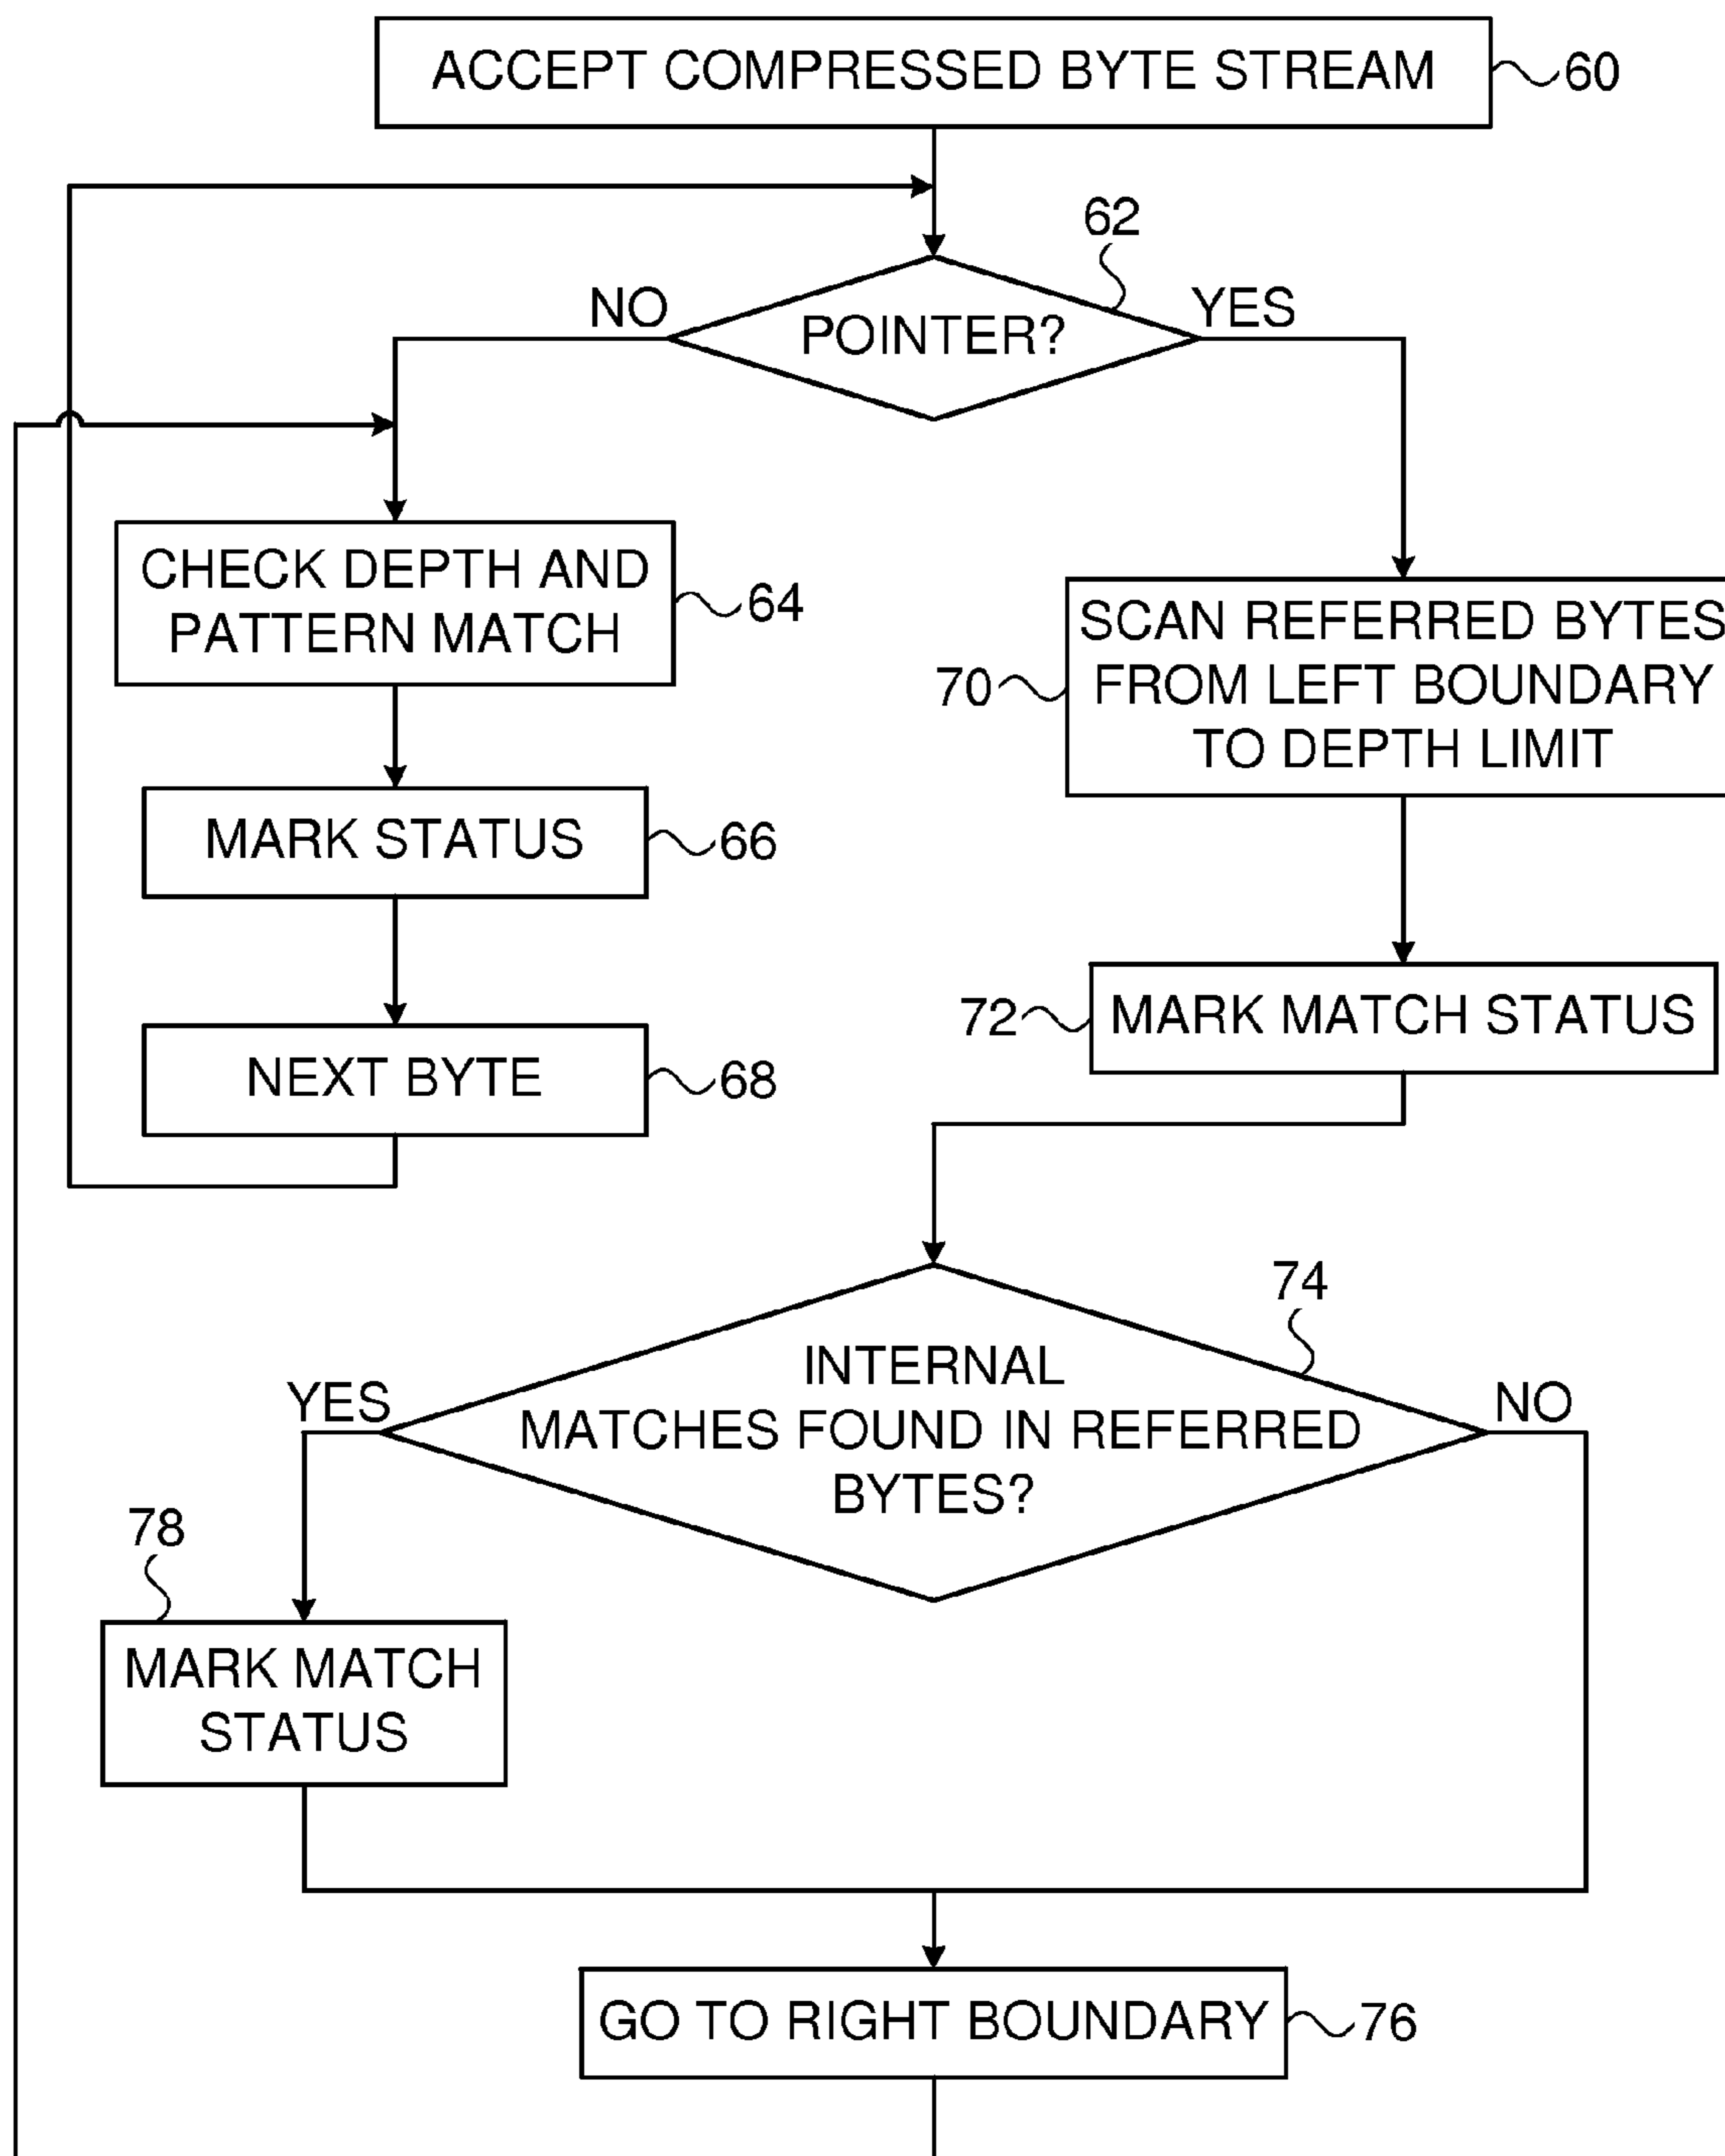 ACCEPT COMPRESSED BYTE STREAM
60
62
NO
YES
POINTER?
CHECK DEPTH AND
PATTERN MATCH
64
SCAN REFERRED BYTES
FROM LEFT BOUNDARY
TO DEPTH LIMIT
70
MARK STATUS
66
72
MARK MATCH STATUS
NEXT BYTE
68
74
INTERNAL
MATCHES FOUND IN REFERRED
BYTES?
YES
NO
78
MARK MATCH
STATUS
GO TO RIGHT BOUNDARY
76